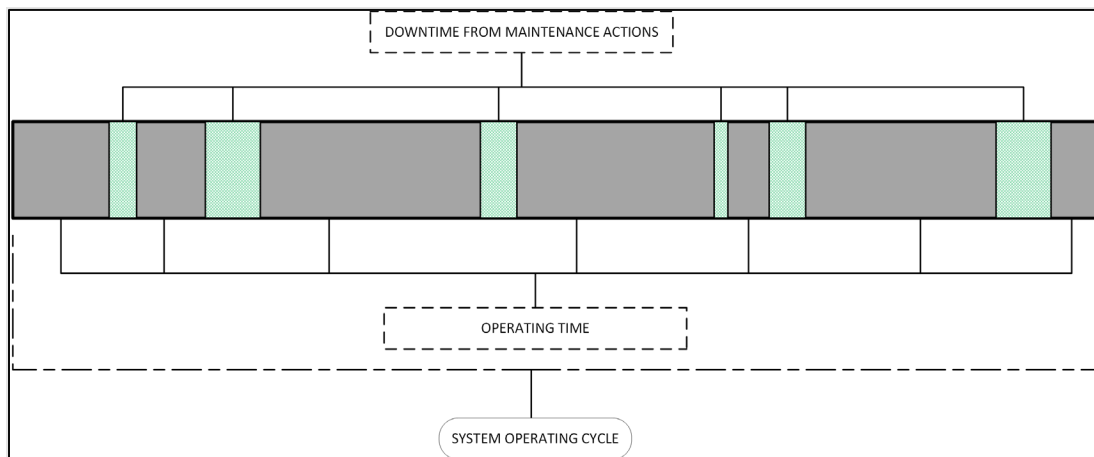 DOWNTIME FROM MAINTENANCE ACTIONS
OPERATING TIME
SYSTEM OPERATING CYCLE